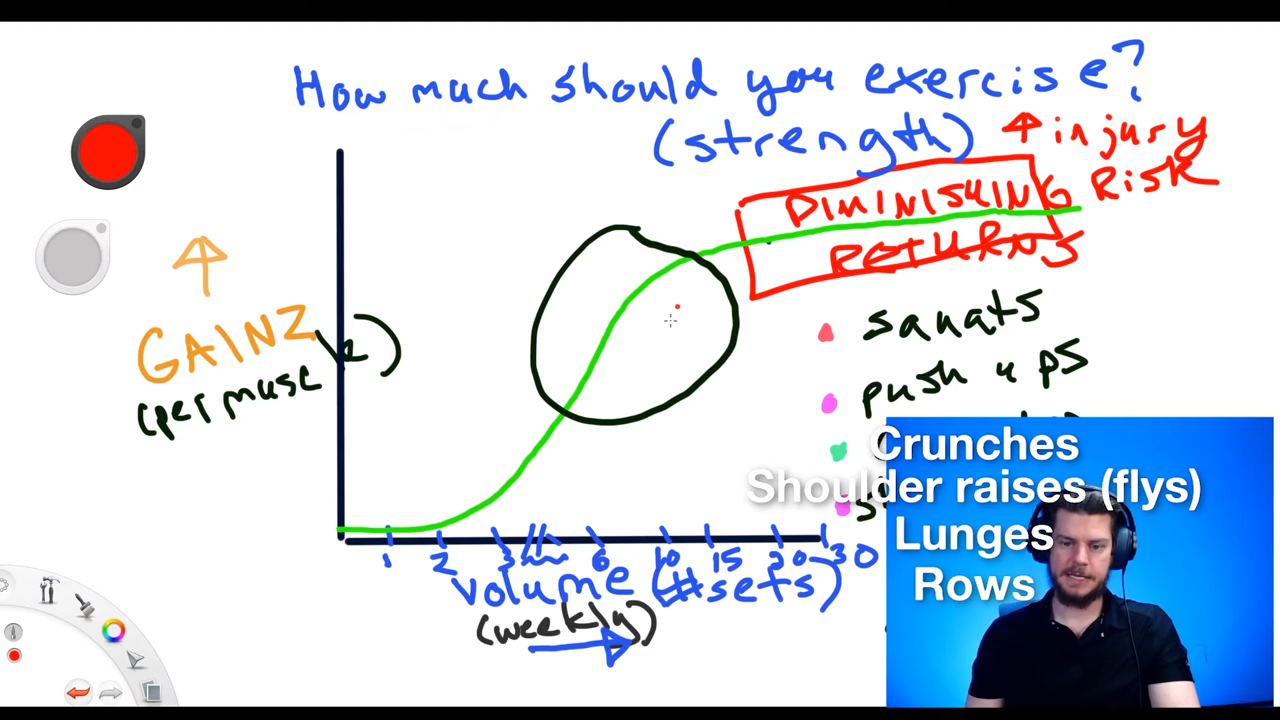 How much should you exercise?
(strength)
↑ injury
Risk
DIMINISHING
RETURNS
↑
GAINZ
(per muscle)
squats
push ups
Crunches
Shoulder raises (flys)
Lunges
Rows
1 2 3 6 10 15 20 30
Volume (#sets)
(weekly)